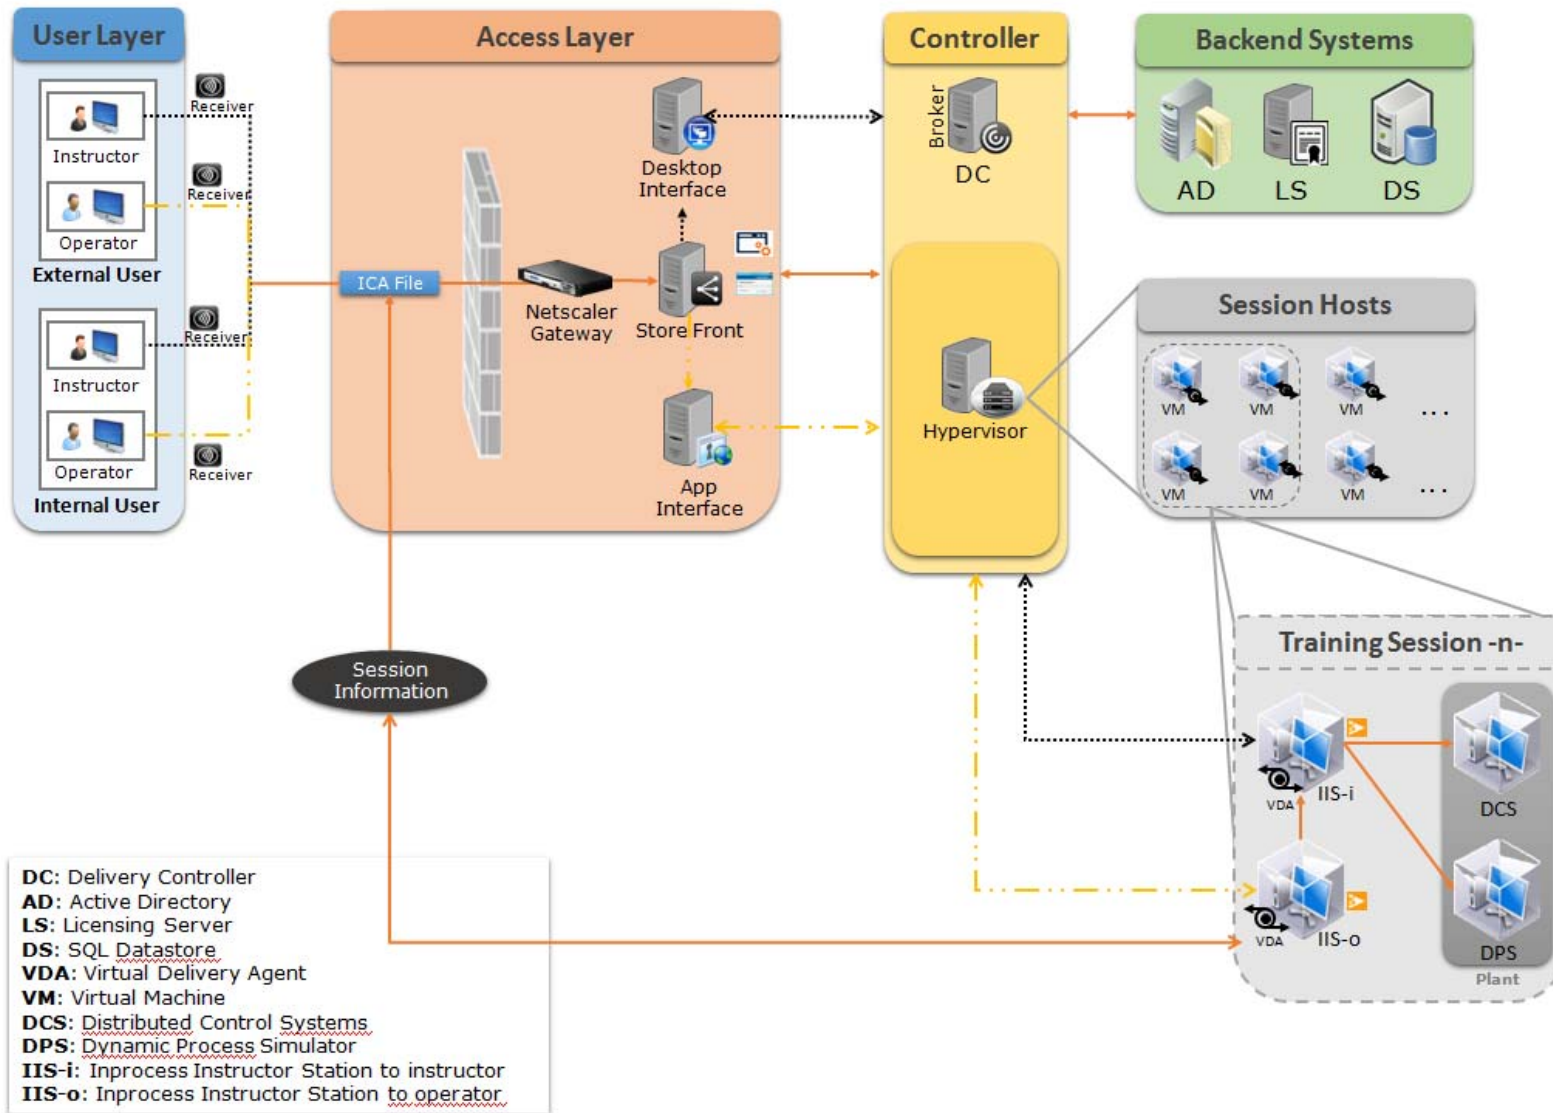 User Layer
Access Layer
Controller
Backend Systems
Receiver
Instructor
Receiver
Operator
External User
Receiver
Instructor
Operator
Receiver
Internal User
ICA File
Netscaler
Gateway
Desktop
Interface
Store Front
App
Interface
Broker
DC
Hypervisor
AD
LS
DS
Session Hosts
VM
VM
VM
...
VM
VM
VM
...
Session
Information
Training Session -n-
VDA
IIS-i
DCS
VDA
IIS-o
DPS
Plant
DC: Delivery Controller
AD: Active Directory
LS: Licensing Server
DS: SQL Datastore
VDA: Virtual Delivery Agent
VM: Virtual Machine
DCS: Distributed Control Systems
DPS: Dynamic Process Simulator
IIS-i: Inprocess Instructor Station to instructor
IIS-o: Inprocess Instructor Station to operator